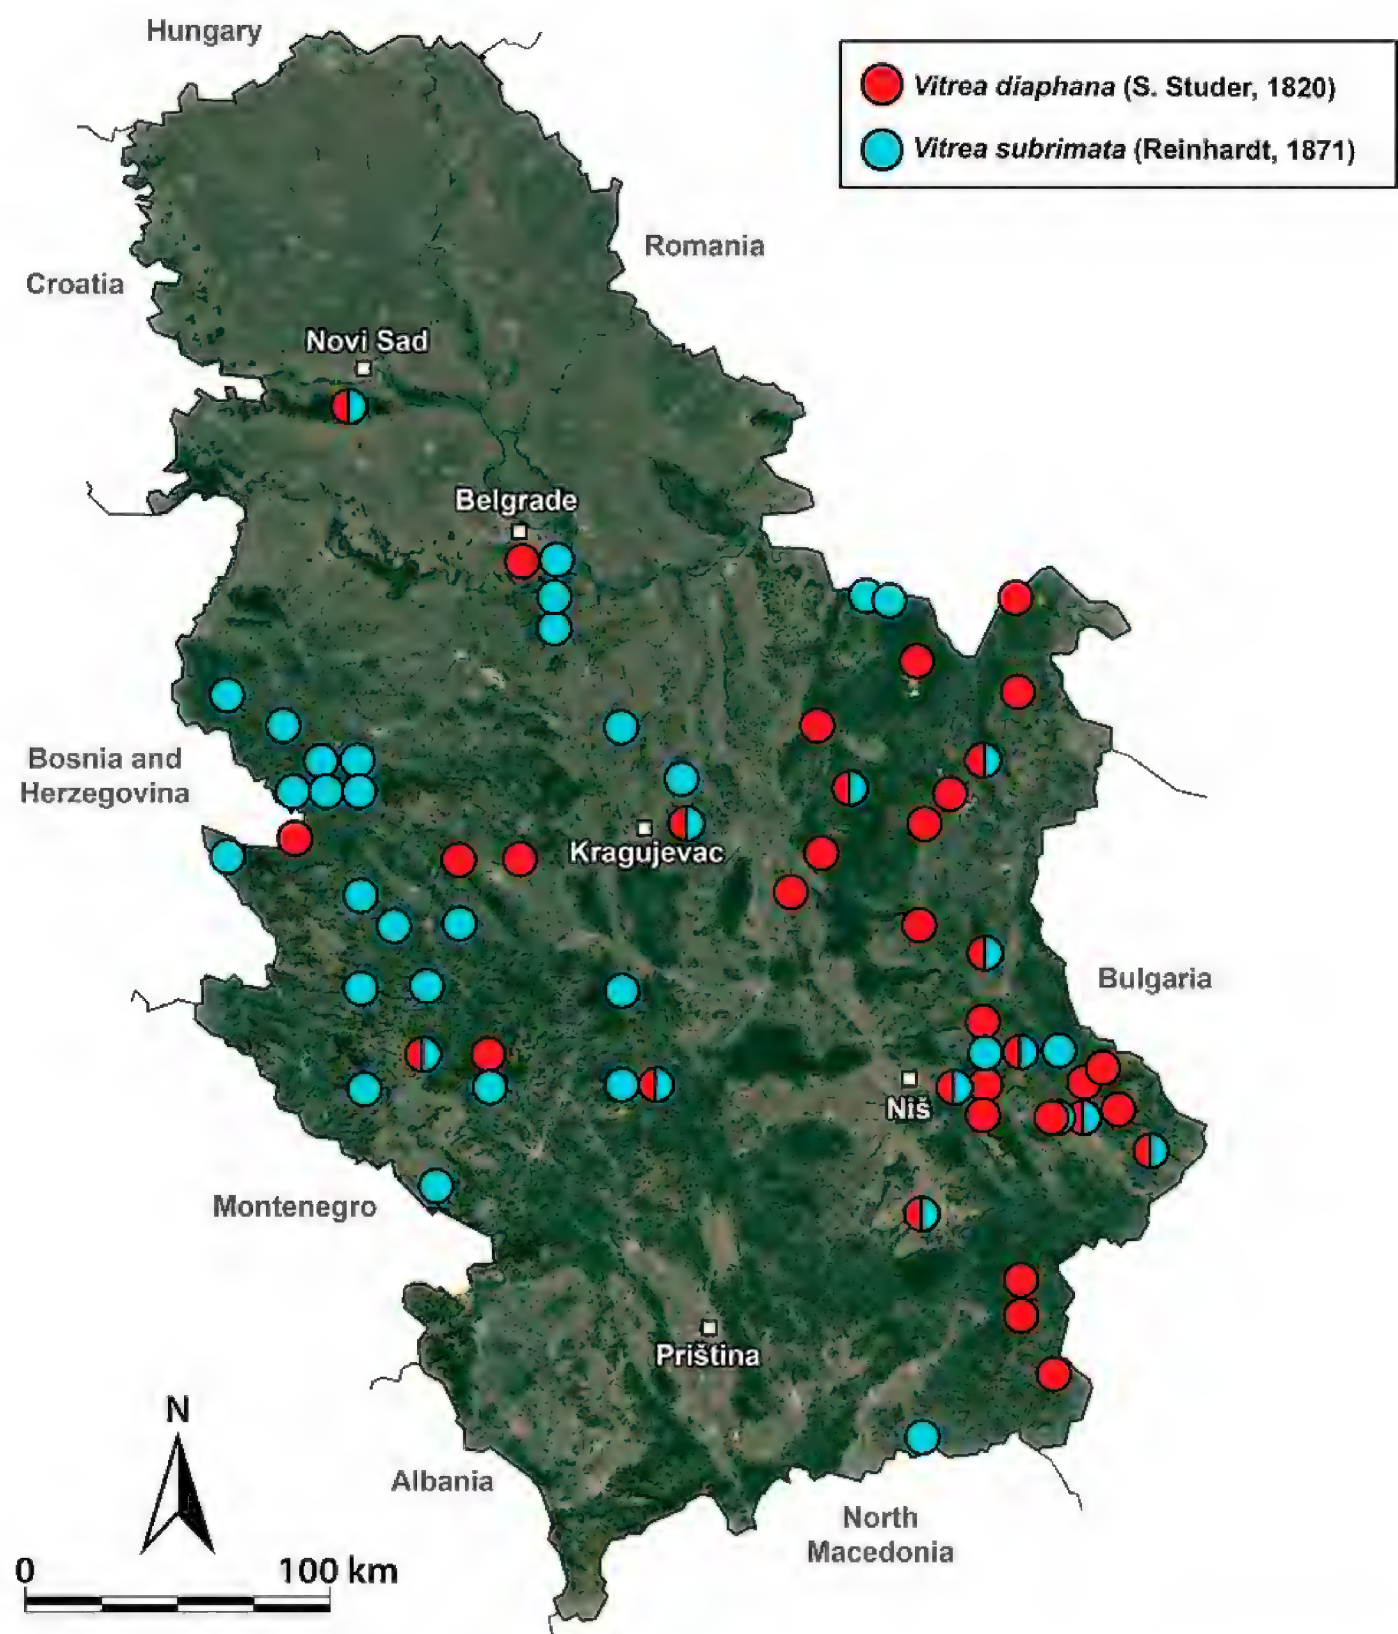 Hungary
Vitrea diaphana (S. Studer, 1820)
Vitrea subrimata (Reinhardt, 1871)
Romania
Croatia
Novi Sad
Belgrade
Bosnia and
Herzegovina
Kragujevac
Bulgaria
Niš
Montenegro
Priština
N
Albania
North
Macedonia
0 100 km